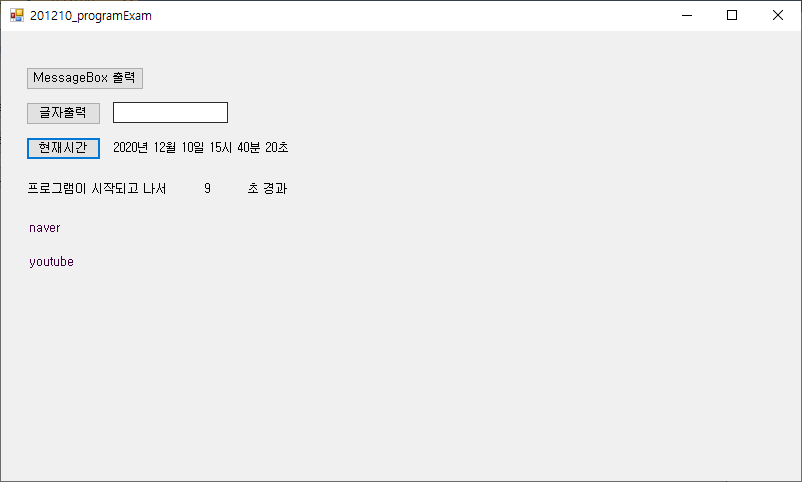 201210_programExam
MessageBox 출력
글자출력
현재시간 2020년 12월 10일 15시 40분 20초
프로그램이 시작되고 나서 9 초 경과
naver
youtube